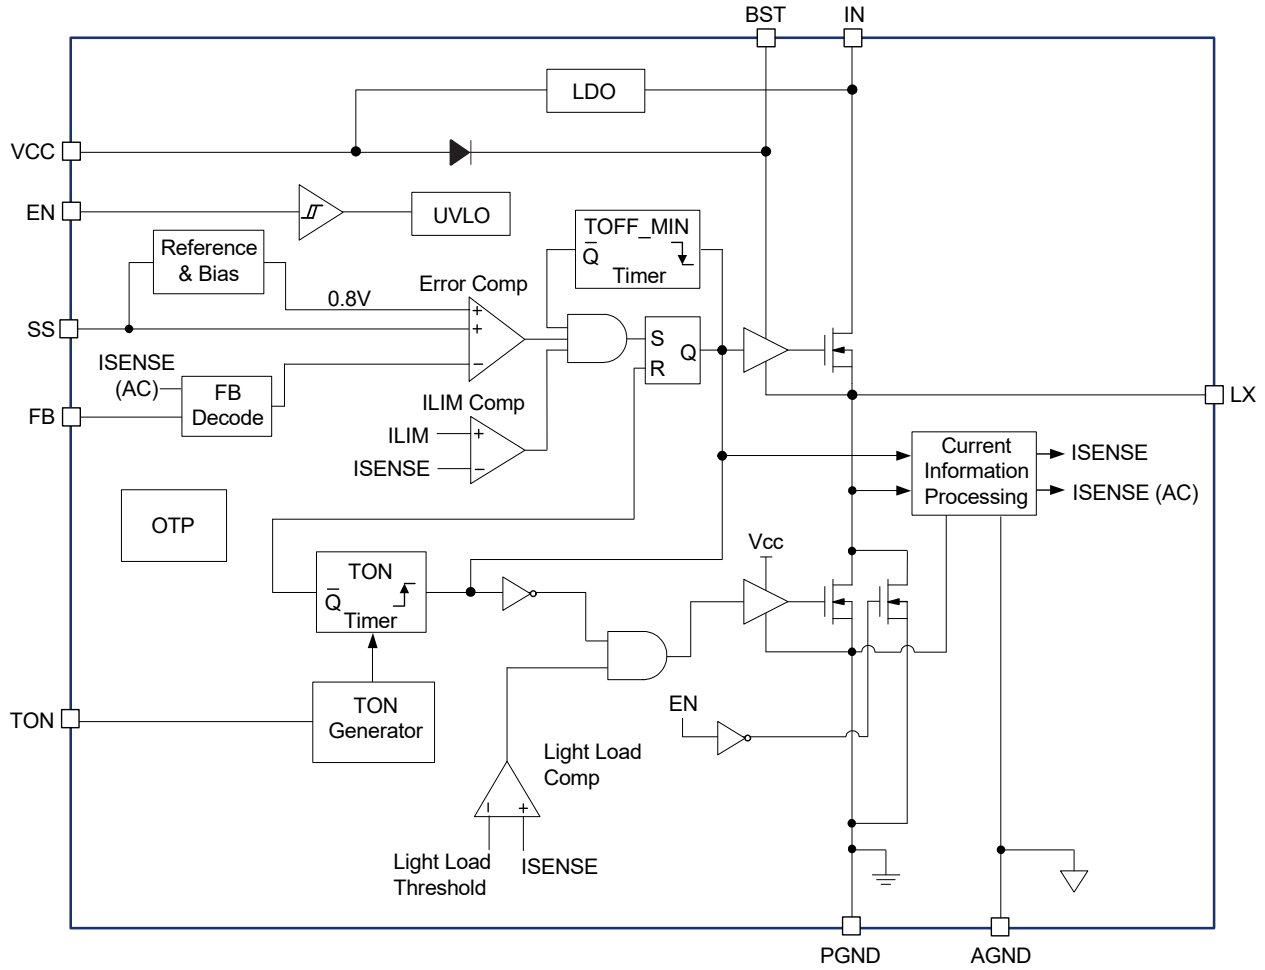 BST
IN
LDO
VCC
EN
UVLO
TOFF_MIN
Q̅
Timer
Reference
& Bias
Error Comp
0.8V
+
+
−
SS
S
R
Q
ISENSE
(AC)
FB
Decode
FB
LX
ILIM Comp
ILIM
+
ISENSE
−
Current
Information
Processing
ISENSE
ISENSE (AC)
OTP
Vcc
TON
Q̅
Timer
TON
TON
Generator
EN
Light Load
Comp
−
+
Light Load
Threshold
ISENSE
PGND
AGND